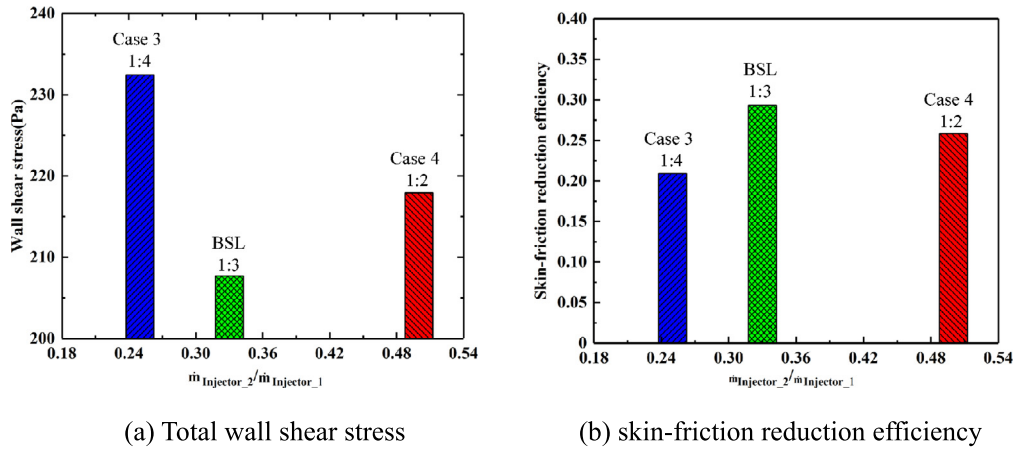 240
230
220
210
200
Wall shear stress(Pa)
Case 3
1:4
BSL
1:3
Case 4
1:2
0.18 0.24 0.30 0.36 0.42 0.48 0.54
ṁ Injector_2/ṁ Injector_1
(a) Total wall shear stress
0.40
0.35
0.30
0.25
0.20
0.15
0.10
0.05
0
Skin-friction reduction efficiency
Case 3
1:4
BSL
1:3
Case 4
1:2
0.18 0.24 0.30 0.36 0.42 0.48 0.54
ṁInjector_2/ṁInjector_1
(b) skin-friction reduction efficiency